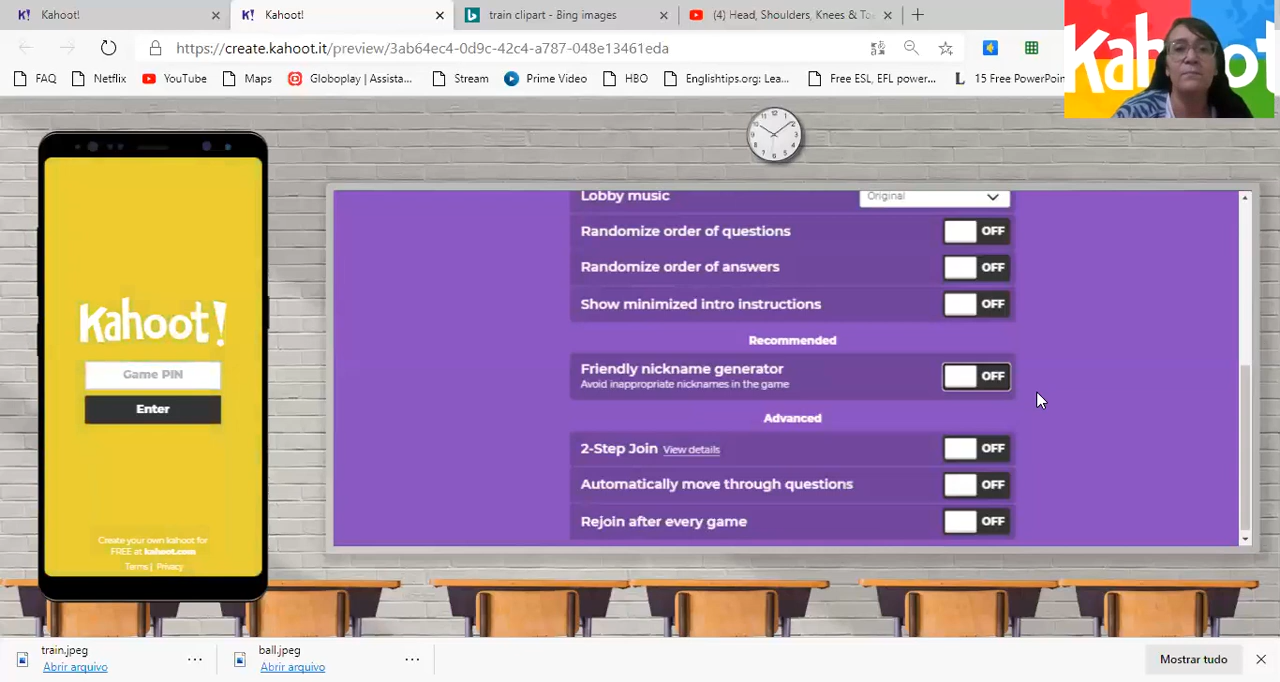 Kahoot!
Kahoot!
train clipart - Bing images
(4) Head, Shoulders, Knees & To
https://create.kahoot.it/preview/3ab64ec4-0d9c-42c4-a787-048e13461eda
FAQ
Netflix
YouTube
Maps
Globoplay | Assista...
Stream
Prime Video
HBO
Englishtips.org: Lea...
Free ESL, EFL power...
15 Free PowerPoin
Kahoot
Lobby music
Original
Randomize order of questions
OFF
Randomize order of answers
OFF
Show minimized intro instructions
OFF
Recommended
Friendly nickname generator
Avoid inappropriate nicknames in the game
OFF
Advanced
2-Step Join View details
OFF
Automatically move through questions
OFF
Rejoin after every game
OFF
Kahoot!
Game PIN
Enter
Create your own kahoot for
FREE at kahoot.com
Terms | Privacy
train.jpeg
Abrir arquivo
ball.jpeg
Abrir arquivo
Mostrar tudo